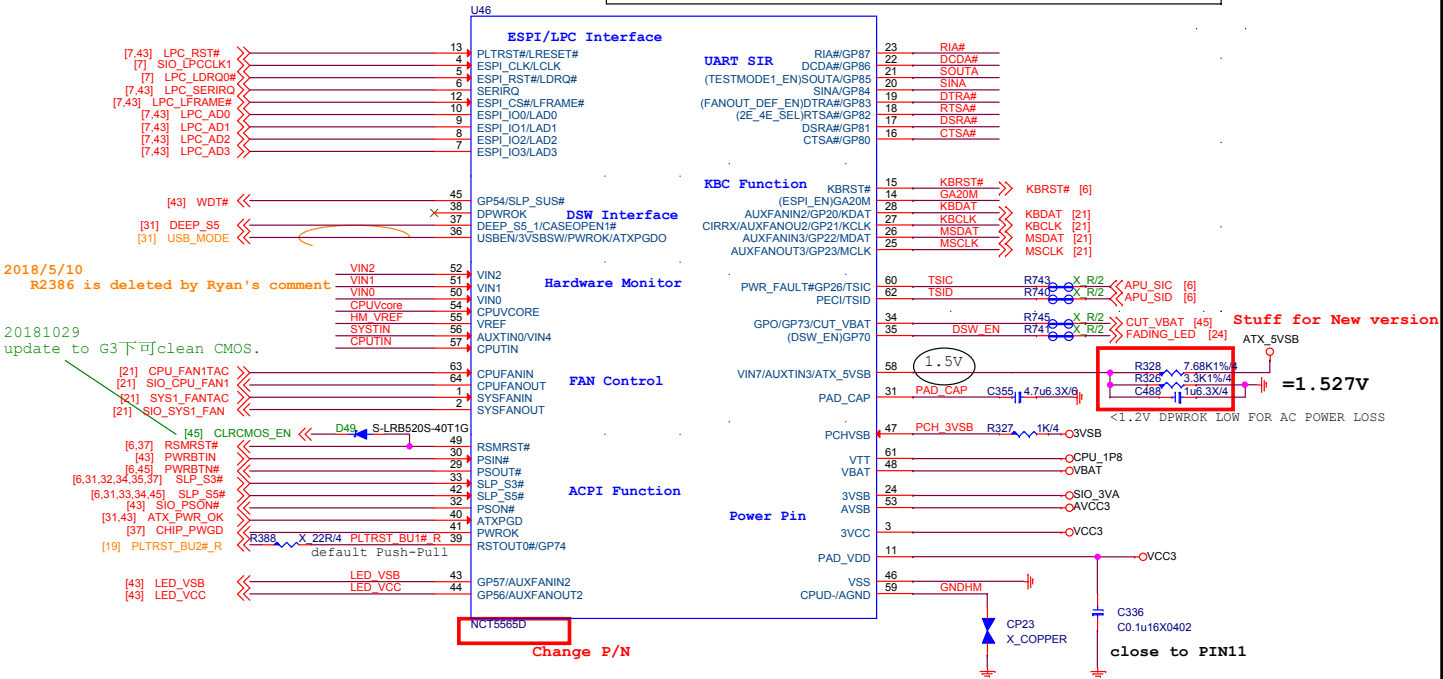 U46
ESPI/LPC Interface
[7,43] LPC_RST# 13 PLTRST#/LRESET#
[7] SIO_LPCCLK1 4 ESPI_CLK/LCLK
[7] LPC_LDRQ0# 5 ESPI_RST#/LDRQ#
[7,43] LPC_SERIRQ 6 SERIRQ
[7,43] LPC_LFRAME# 12 ESPI_CS#/LFRAME#
[7,43] LPC_AD0 10 ESPI_IO0/LAD0
[7,43] LPC_AD1 9 ESPI_IO1/LAD1
[7,43] LPC_AD2 8 ESPI_IO2/LAD2
[7,43] LPC_AD3 7 ESPI_IO3/LAD3
UART SIR
RIA#/GP87 23 RIA#
DCDA#/GP86 22 DCDA#
(TESTMODE1_EN)SOUTA/GP85 21 SOUTA
SINA/GP84 20 SINA
(FANOUT_DEF_EN)DTRA#/GP83 19 DTRA#
(2E_4E_SEL)RTSA#/GP82 18 RTSA#
DSRA#/GP81 17 DSRA#
CTSA#/GP80 16 CTSA#
DSW Interface
[43] WDT# 45 GP54/SLP_SUS#
38 DPWROK
[31] DEEP_S5 37 DEEP_S5_1/CASEOPEN1#
[31] USB_MODE 36 USBEN/3VSBSW/PWROK/ATXPGDO
KBC Function
KBRST# 15 KBRST# KBRST# [6]
(ESPI_EN)GA20M 14 GA20M
AUXFANIN2/GP20/KDAT 28 KBDAT KBDAT [21]
CIRRX/AUXFANOU2/GP21/KCLK 27 KBCLK KBCLK [21]
AUXFANIN3/GP22/MDAT 26 MSDAT MSDAT [21]
AUXFANOUT3/GP23/MCLK 25 MSCLK MSCLK [21]
2018/5/10
R2386 is deleted by Ryan's comment
Hardware Monitor
VIN2 52 VIN2
VIN1 51 VIN1
VIN0 50 VIN0
CPUVcore 54 CPUVCORE
HM_VREF 55 VREF
SYSTIN 56 AUXTIN0/VIN4
CPUTIN 57 CPUTIN
PWR_FAULT#GP26/TSIC 60 TSIC R743 X_R/2 APU_SIC [6]
PECI/TSID 62 TSID R740 X_R/2 APU_SID [6]
GPO/GP73/CUT_VBAT 34 R745 X_R/2 CUT_VBAT [45]
(DSW_EN)GP70 35 DSW_EN R741 X_R/2 FADING_LED [24]
20181029
update to G3下可clean CMOS.
FAN Control
[21] CPU_FAN1TAC 63 CPUFANIN
[21] SIO_CPU_FAN1 64 CPUFANOUT
[21] SYS1_FANTAC 1 SYSFANIN
[21] SIO_SYS1_FAN 2 SYSFANOUT
Stuff for New version
ATX_5VSB
VIN7/AUXTIN3/ATX_5VSB 58 1.5V
R328 7.68K1%/4
R326 3.3K1%/4
C488 1u6.3X/4
=1.527V
<1.2V DPWROK LOW FOR AC POWER LOSS
PAD_CAP 31 PAD_CAP C355 4.7u6.3X/6
[45] CLRCMOS_EN D49 S-LRB520S-40T1G
[6,37] RSMRST# 49 RSMRST#
[43] PWRBTIN 30 PSIN#
[6,45] PWRBTN# 29 PSOUT#
[6,31,32,34,35,37] SLP_S3# 33 SLP_S3#
[6,31,33,34,45] SLP_S5# 42 SLP_S5#
[43] SIO_PSON# 32 PSON#
[31,43] ATX_PWR_OK 40 ATXPGD
[37] CHIP_PWGD 41 PWROK
[19] PLTRST_BU2#_R R388 X_22R/4 PLTRST_BU1#_R 39 RSTOUT0#/GP74
default Push-Pull
ACPI Function
PCHVSB 47 PCH_3VSB R327 1K/4 3VSB
VTT 61 CPU_1P8
VBAT 48 VBAT
3VSB 24 SIO_3VA
AVSB 53 AVCC3
Power Pin
3VCC 3 VCC3
PAD_VDD 11 VCC3
[43] LED_VSB LED_VSB 43 GP57/AUXFANIN2
[43] LED_VCC LED_VCC 44 GP56/AUXFANOUT2
VSS 46
CPUD-/AGND 59 GNDHM
NCT5565D
Change P/N
CP23
X_COPPER
C336
C0.1u16X0402
close to PIN11